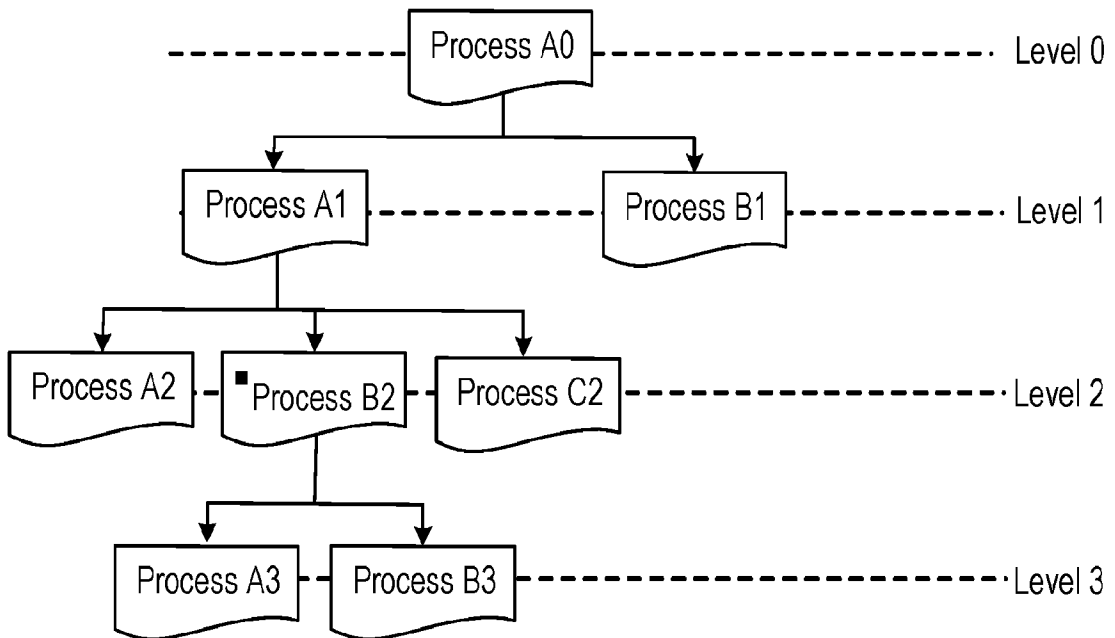 Process A0
Level 0
Process A1
Process B1
Level 1
Process A2
Process B2
Process C2
Level 2
Process A3
Process B3
Level 3